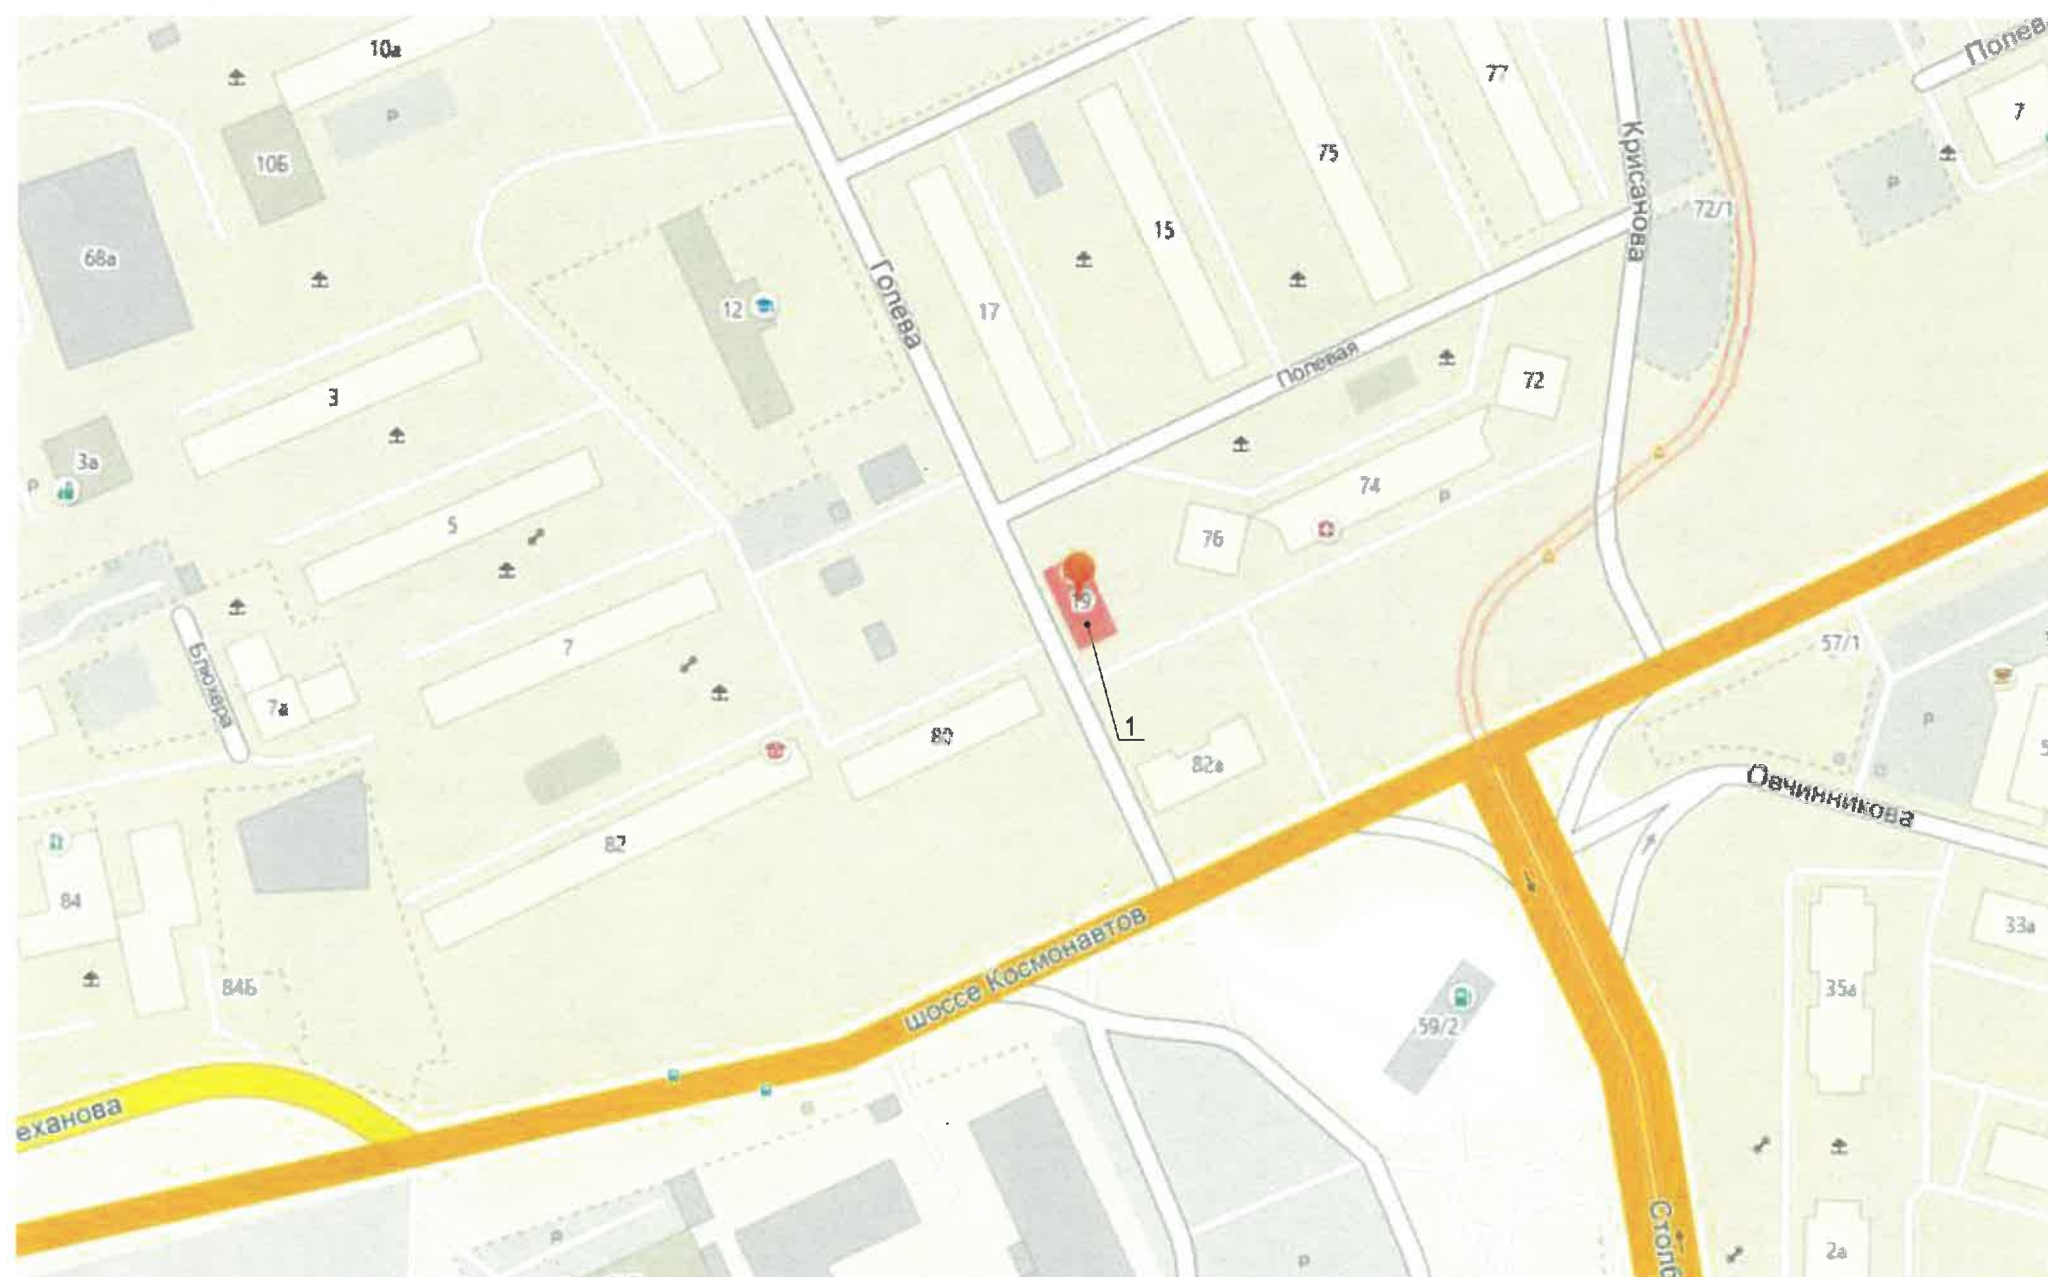 10а
Р
10Б
68а
77
75
15
17
12
Голева
Крисанова
72/1
7
Р
Полевая
72
74
Р
76
19
1
3
3а
Р
5
7
Блюхера
7а
80
82
82а
84
84Б
57/1
Р
Овчинникова
33а
35а
2а
59/2
шоссе Космонавтов
еханова
Р
Р
Столб
Полев